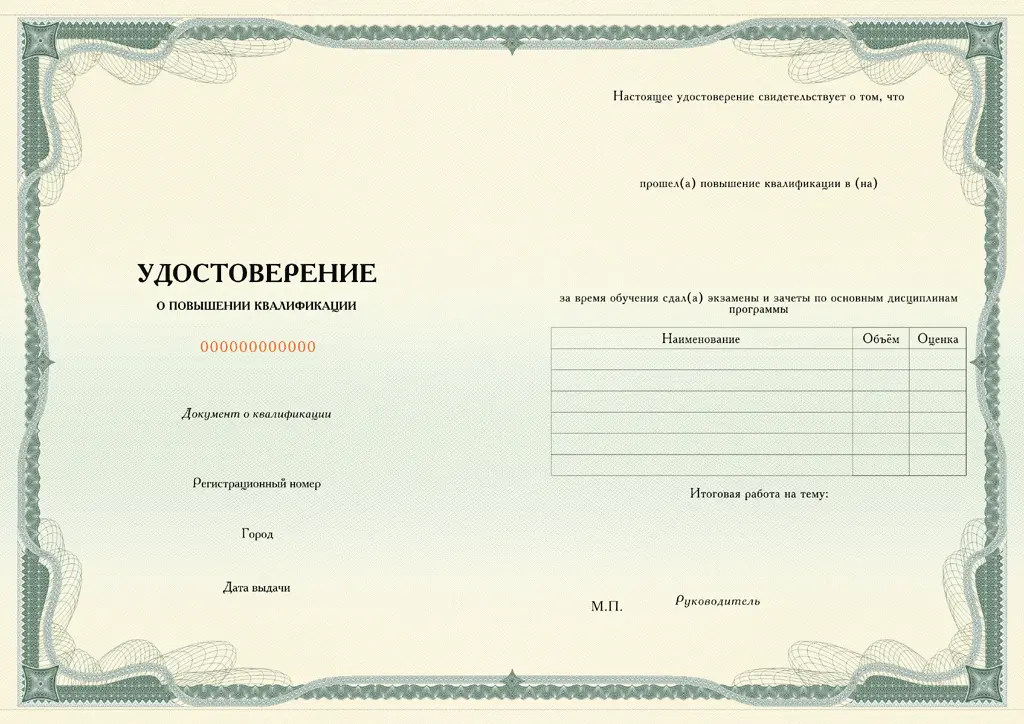 УДОСТОВЕРЕНИЕ
О ПОВЫШЕНИИ КВАЛИФИКАЦИИ
000000000000
Документ о квалификации
Регистрационный номер
Город
Дата выдачи
Настоящее удостоверение свидетельствует о том, что
прошел(а) повышение квалификации в (на)
за время обучения сдал(а) экзамены и зачеты по основным дисциплинам
программы
Наименование Объём Оценка
Итоговая работа на тему:
М.П. Руководитель